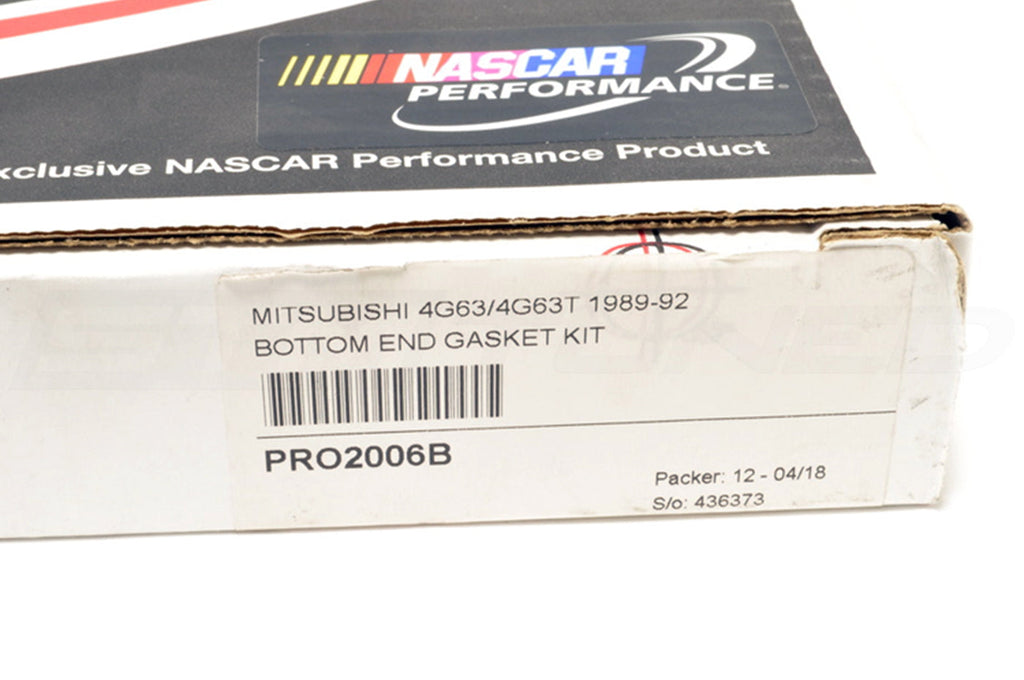 NASCAR
PERFORMANCE
xclusive NASCAR Performance Product
MITSUBISHI 4G63/4G63T 1989-92
BOTTOM END GASKET KIT
PRO2006B
Packer: 12 - 04/18
S/o: 436373